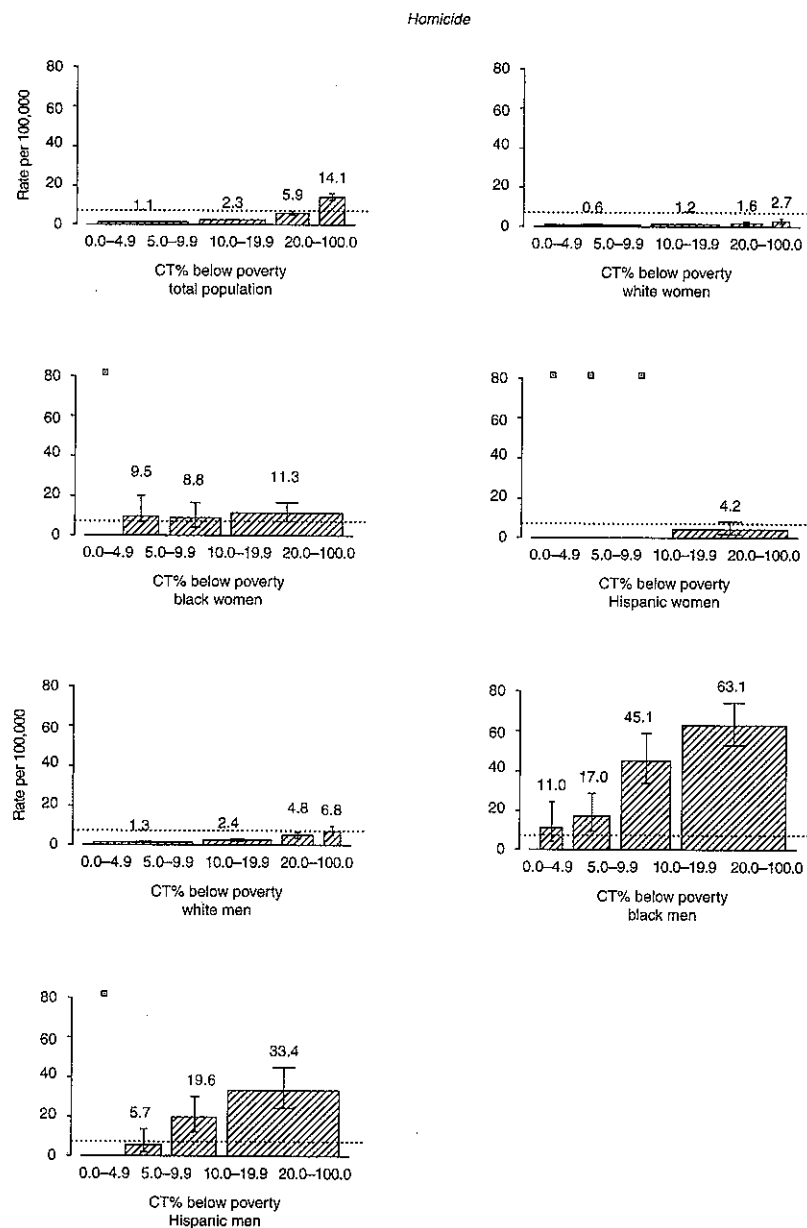 Homicide
Rate per 100,000
80
60
40
20
0
1.1
2.3
5.9
14.1
0.0–4.9 5.0–9.9 10.0–19.9 20.0–100.0
CT% below poverty
total population
80
60
40
20
0
0.6
1.2
1.6
2.7
0.0–4.9 5.0–9.9 10.0–19.9 20.0–100.0
CT% below poverty
white women
80
60
40
20
0
9.5
8.8
11.3
0.0–4.9 5.0–9.9 10.0–19.9 20.0–100.0
CT% below poverty
black women
80
60
40
20
0
4.2
0.0–4.9 5.0–9.9 10.0–19.9 20.0–100.0
CT% below poverty
Hispanic women
Rate per 100,000
80
60
40
20
0
1.3
2.4
4.8
6.8
0.0–4.9 5.0–9.9 10.0–19.9 20.0–100.0
CT% below poverty
white men
80
60
40
20
0
11.0
17.0
45.1
63.1
0.0–4.9 5.0–9.9 10.0–19.9 20.0–100.0
CT% below poverty
black men
80
60
40
20
0
5.7
19.6
33.4
0.0–4.9 5.0–9.9 10.0–19.9 20.0–100.0
CT% below poverty
Hispanic men